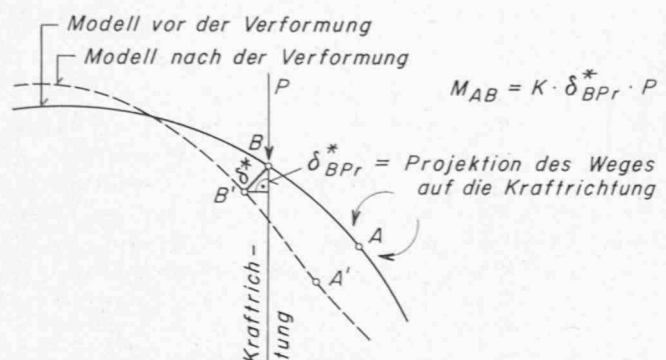 Modell vor der Verformung
Modell nach der Verformung
P
M_AB = K · δ*_BPr · P
B
δ*
δ*_BPr = Projektion des Weges
auf die Kraftrichtung
B'
A
A'
Kraftrich-
tung